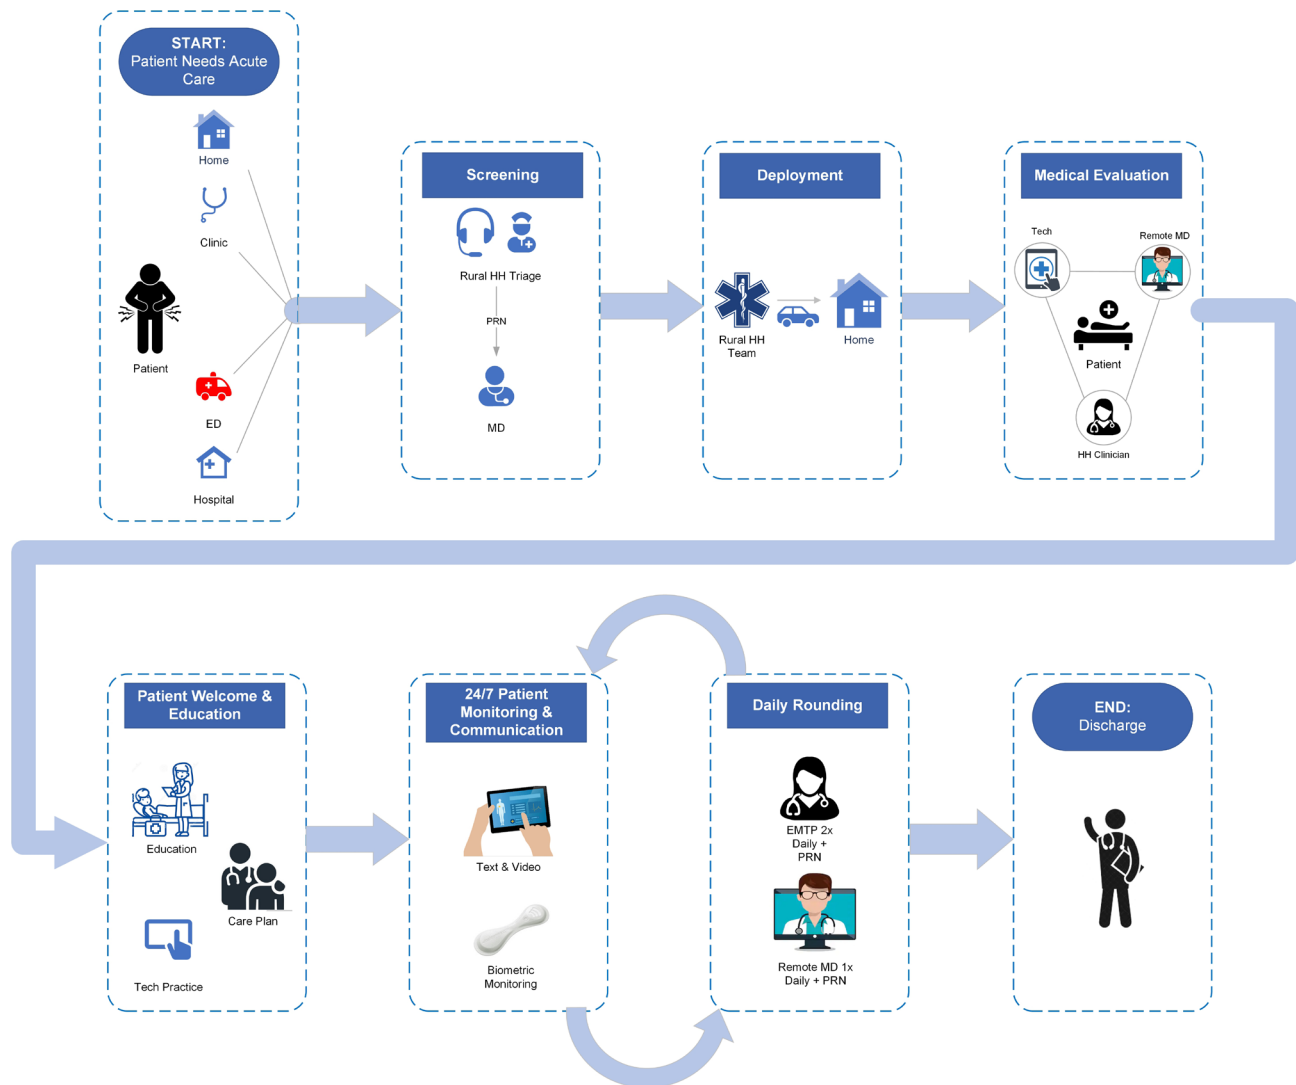 START:
Patient Needs Acute
Care
Home
Clinic
Patient
ED
Hospital
Screening
Rural HH Triage
PRN
MD
Deployment
Rural HH
Team
Home
Medical Evaluation
Tech
Remote MD
Patient
HH Clinician
Patient Welcome &
Education
Education
Care Plan
Tech Practice
24/7 Patient
Monitoring &
Communication
Text & Video
Biometric
Monitoring
Daily Rounding
EMTP 2x
Daily +
PRN
Remote MD 1x
Daily + PRN
END:
Discharge